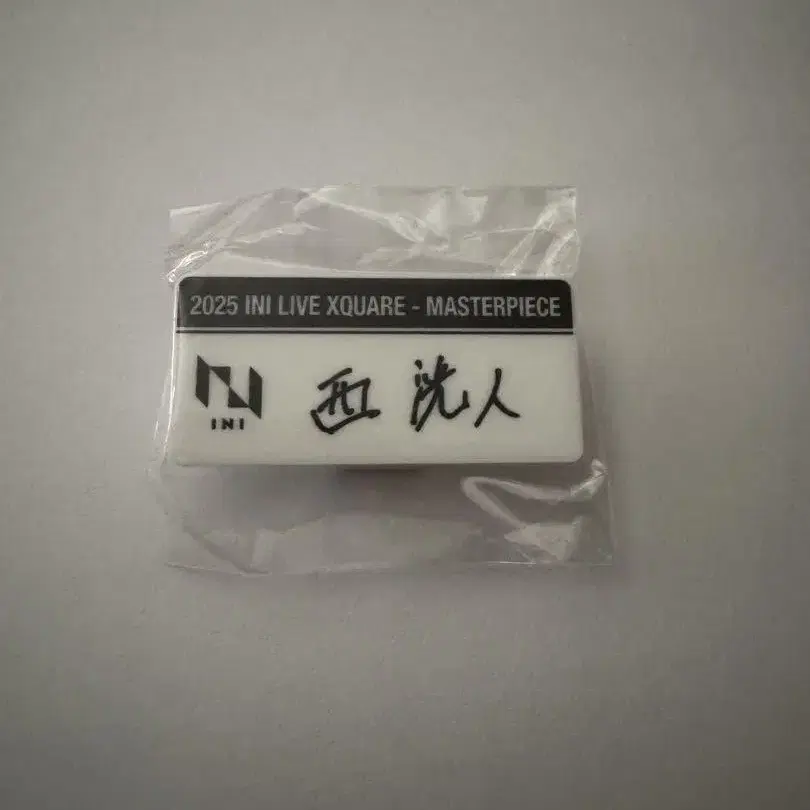 2025 INI LIVE XQUARE - MASTERPIECE
INI
西 洸人